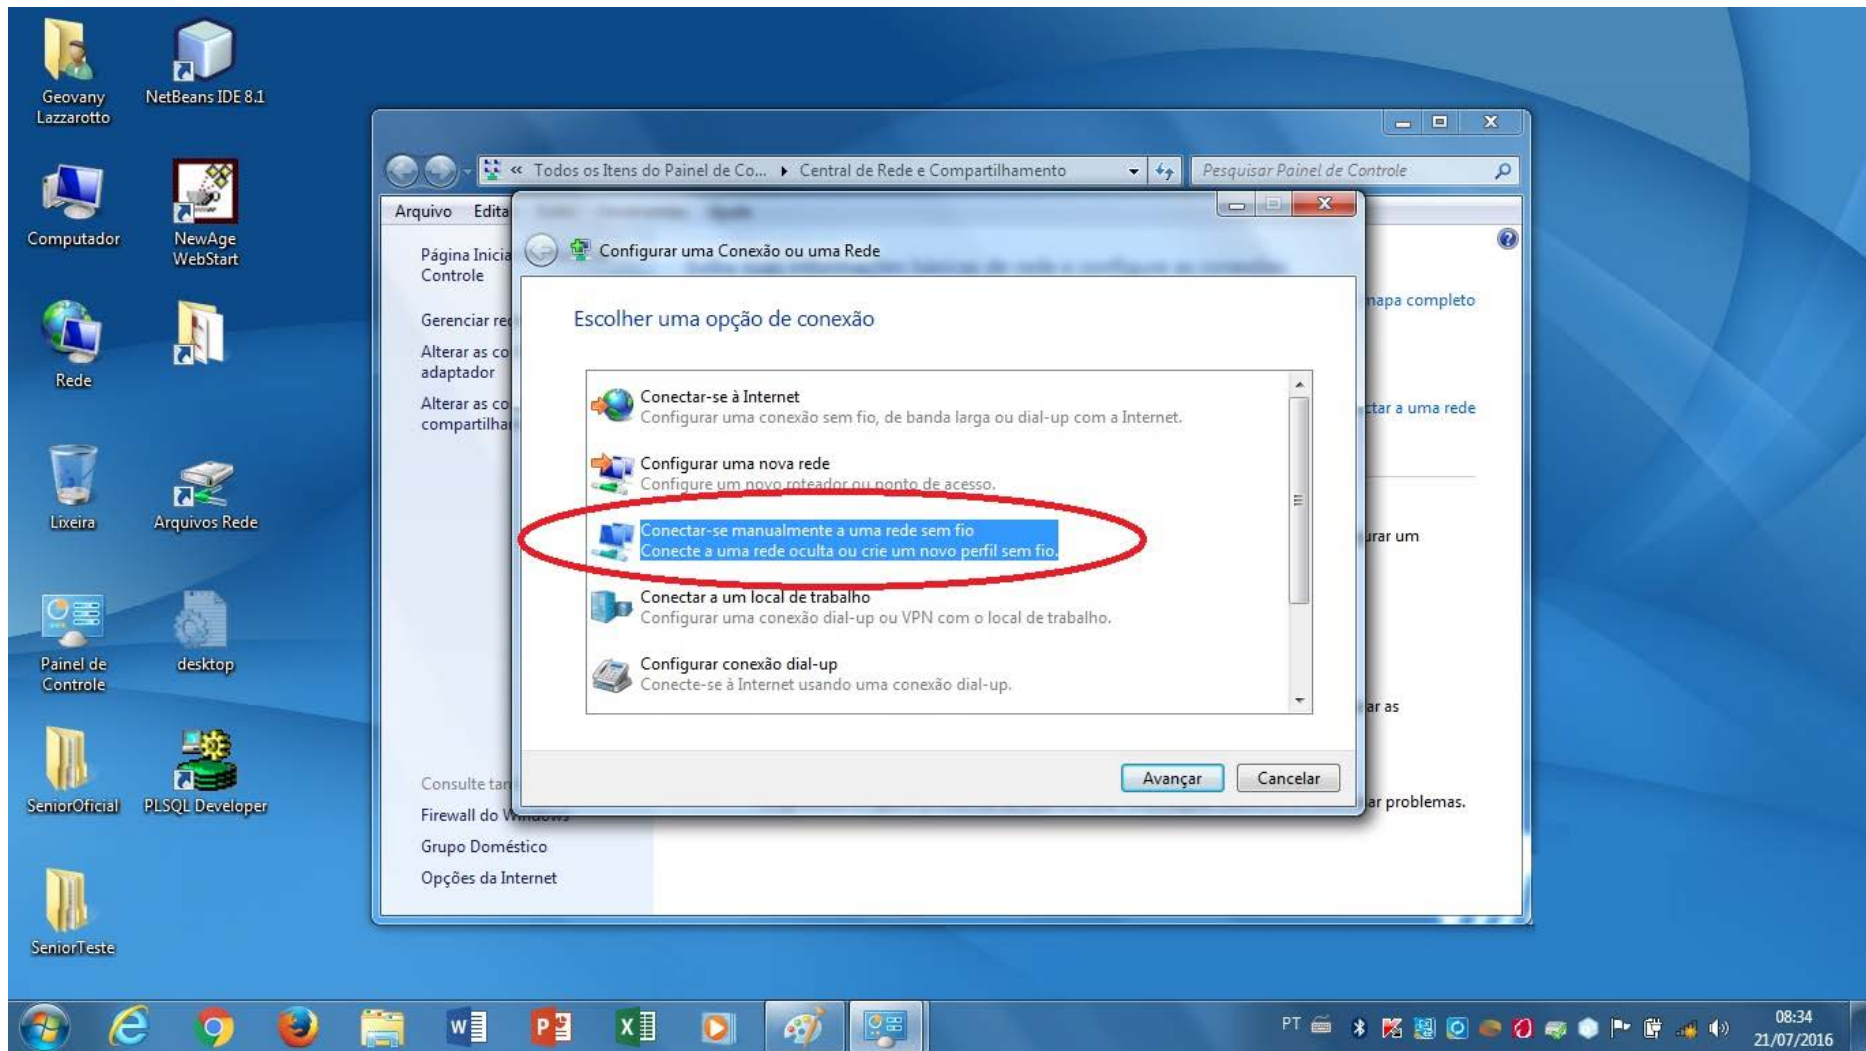 Geovany
Lazzarotto
NetBeans IDE 8.1
Computador
NewAge
WebStart
Rede
Lixeira
Arquivos Rede
Painel de
Controle
desktop
SeniorOficial
PLSQL Developer
SeniorTeste
« Todos os Itens do Painel de Co... Central de Rede e Compartilhamento
Pesquisar Painel de Controle
Arquivo Edita
Página Inicia
Controle
Gerenciar red
Alterar as co
adaptador
Alterar as co
compartilha
Consulte tam
Firewall do Windows
Grupo Doméstico
Opções da Internet
mapa completo
ctar a uma rede
urar um
ar as
ar problemas.
Configurar uma Conexão ou uma Rede
Escolher uma opção de conexão
Conectar-se à Internet
Configurar uma conexão sem fio, de banda larga ou dial-up com a Internet.
Configurar uma nova rede
Configure um novo roteador ou ponto de acesso.
Conectar-se manualmente a uma rede sem fio
Conecte a uma rede oculta ou crie um novo perfil sem fio.
Conectar a um local de trabalho
Configurar uma conexão dial-up ou VPN com o local de trabalho.
Configurar conexão dial-up
Conecte-se à Internet usando uma conexão dial-up.
Avançar
Cancelar
PT
08:34
21/07/2016